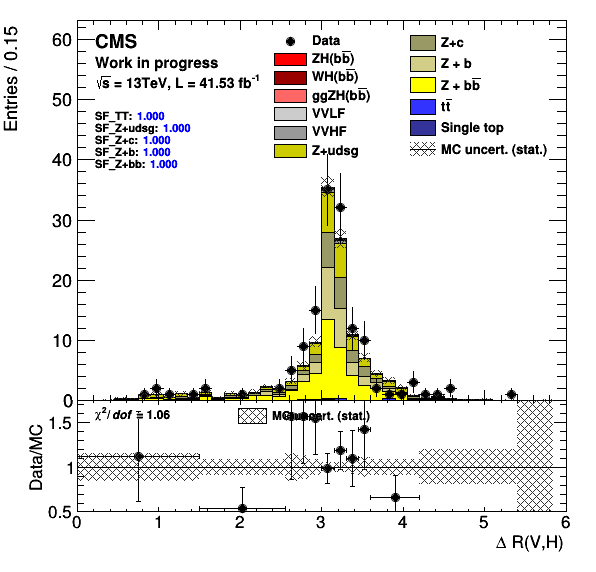 CMS
Work in progress
√s = 13TeV, L = 41.53 fb⁻¹
SF_TT: 1.000
SF_Z+udsg: 1.000
SF_Z+c: 1.000
SF_Z+b: 1.000
SF_Z+bb: 1.000
Data
ZH(bb̅)
WH(bb̅)
ggZH(bb̅)
VVLF
VVHF
Z+udsg
Z+c
Z + b
Z + bb̅
tt̅
Single top
MC uncert. (stat.)
Entries / 0.15
60
50
40
30
20
10
0
χ²/ dof = 1.06
MC uncert. (stat.)
Data/MC
1.5
1
0.5
0 1 2 3 4 5 6
Δ R(V,H)